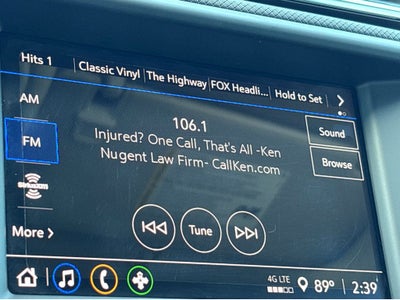 Hits 1 Classic Vinyl The Highway FOX Headli... Hold to Set
AM
FM
SiriusXM
More >
106.1
Injured? One Call, That's All -Ken
Nugent Law Firm- CallKen.com
Sound
Browse
Tune
4G LTE
89° 2:39